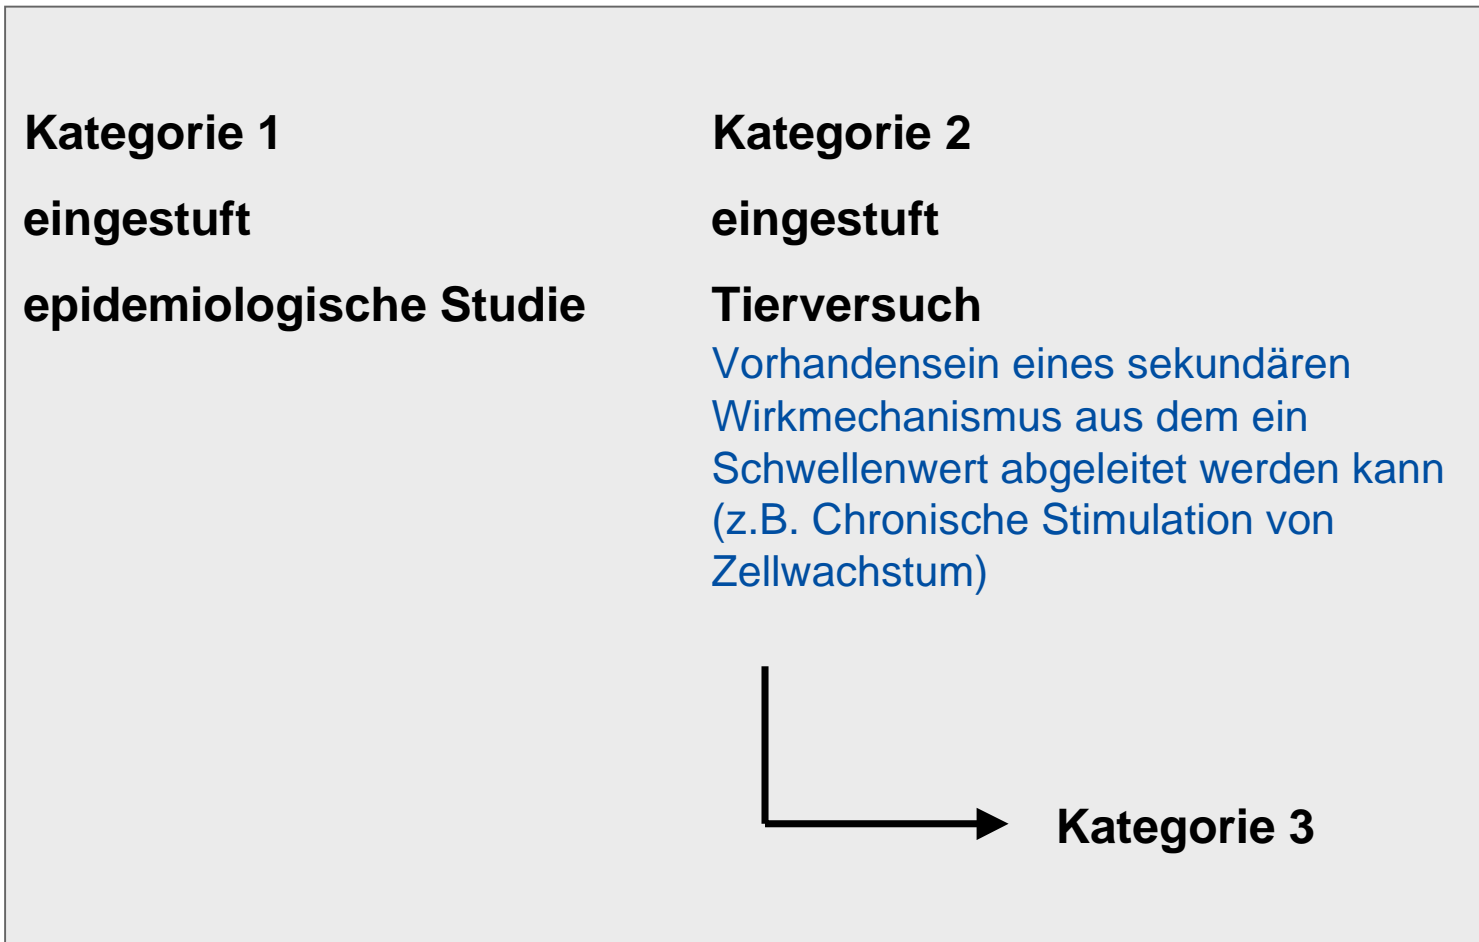 Kategorie 1
eingestuft
epidemiologische Studie
Kategorie 2
eingestuft
Tierversuch
Vorhandensein eines sekundären
Wirkmechanismus aus dem ein
Schwellenwert abgeleitet werden kann
(z.B. Chronische Stimulation von
Zellwachstum)
Kategorie 3